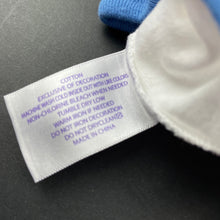 COTTON
EXCLUSIVE OF DECORATION
MACHINE WASH COLD INSIDE OUT WITH LIKE COLORS
NON-CHLORINE BLEACH WHEN NEEDED
TUMBLE DRY LOW
WARM IRON IF NEEDED
DO NOT IRON DECORATION
DO NOT DRYCLEAN
MADE IN CHINA